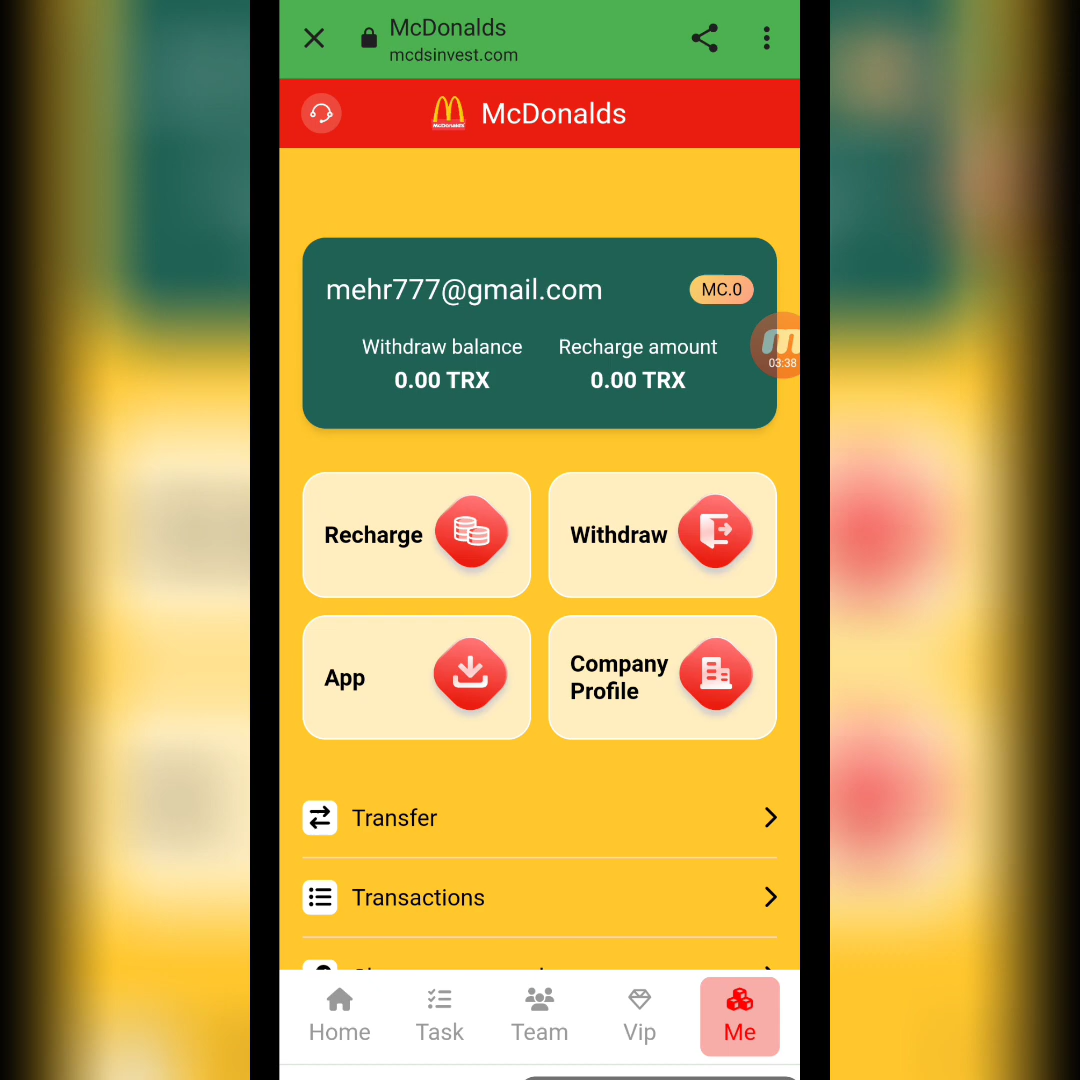 McDonalds
mcdsinvest.com
McDonalds
McDonalds
mehr777@gmail.com
MC.0
Withdraw balance
Recharge amount
0.00 TRX
0.00 TRX
03:38
Recharge
Withdraw
App
Company
Profile
Transfer
Transactions
Home
Task
Team
Vip
Me